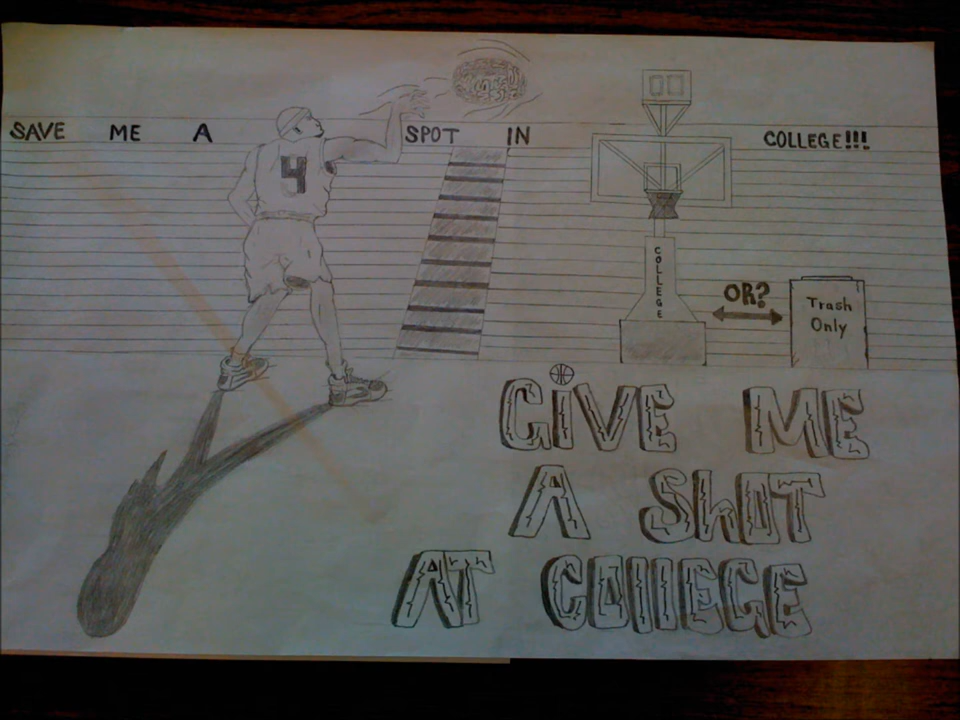 SAVE ME A SPOT IN COLLEGE!!!
4
COLLEGE
OR?
Trash
Only
GiVE ME
A ShOT
AT COllEGE